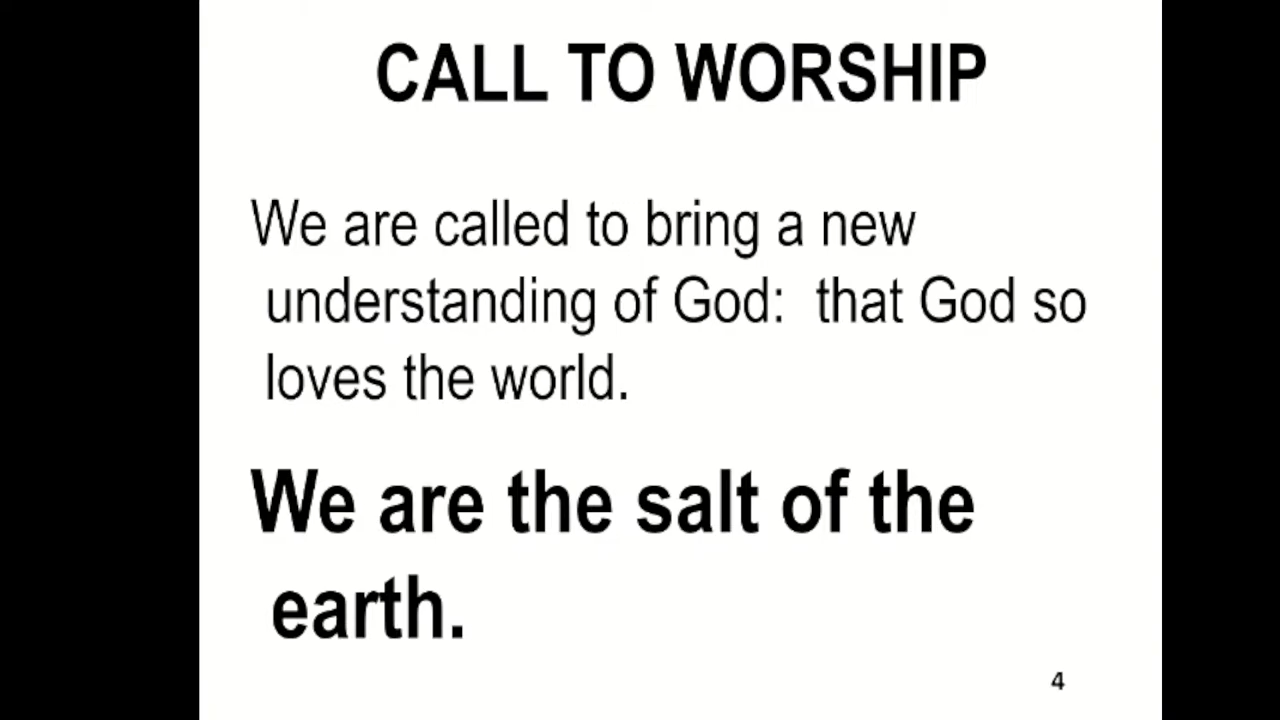 CALL TO WORSHIP
We are called to bring a new
understanding of God:  that God so
loves the world.
We are the salt of the
earth.
4